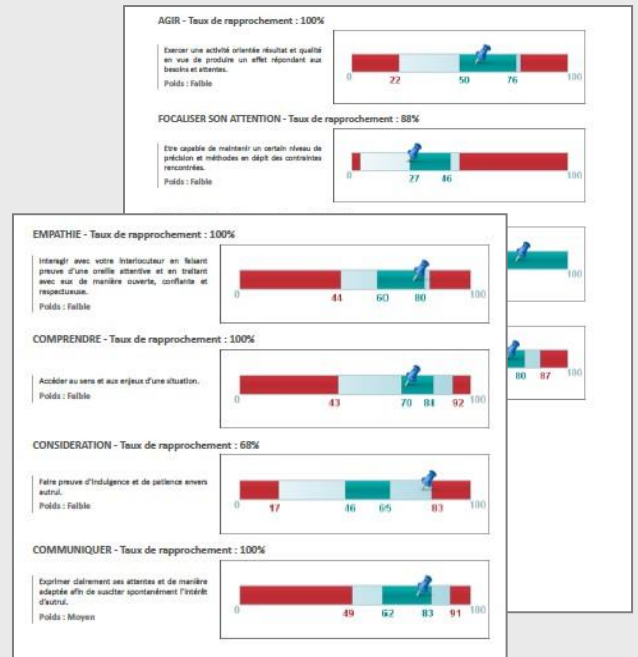 AGIR - Taux de rapprochement : 100%
Exercer une activité orientée résultat et qualité
en vue de produire un effet répondant aux
besoins et attentes.
Poids : Faible
0 22 50 76 100
FOCALISER SON ATTENTION - Taux de rapprochement : 88%
Etre capable de maintenir un certain niveau de
précision et méthodes en dépit des contraintes
rencontrées.
Poids : Faible
0 27 46 100
100
80 87 100
EMPATHIE - Taux de rapprochement : 100%
Interagir avec votre interlocuteur en faisant
preuve d'une oreille attentive et en traitant
avec eux de manière ouverte, confiante et
respectueuse.
Poids : Faible
0 44 60 80 100
COMPRENDRE - Taux de rapprochement : 100%
Accéder au sens et aux enjeux d'une situation.
Poids : Faible
0 43 70 84 92 100
CONSIDERATION - Taux de rapprochement : 68%
Faire preuve d'indulgence et de patience envers
autrui.
Poids : Faible
0 17 46 65 83 100
COMMUNIQUER - Taux de rapprochement : 100%
Exprimer clairement ses attentes et de manière
adaptée afin de susciter spontanément l'intérêt
d'autrui.
Poids : Moyen
0 49 62 83 91 100